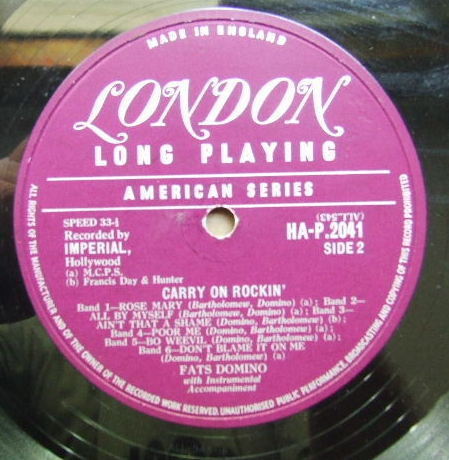 MADE IN ENGLAND
LONDON
LONG PLAYING
AMERICAN SERIES
SPEED 33-⅓
Recorded by
IMPERIAL,
Hollywood
(a) M.C.P.S.
(b) Francis Day & Hunter
(ALL.543)
HA-P.2041
SIDE 2
CARRY ON ROCKIN'
Band 1—ROSE MARY (Bartholomew, Domino) (a); Band 2—
ALL BY MYSELF (Bartholomew, Domino) (a); Band 3—
AIN'T THAT A SHAME (Domino, Bartholomew) (b);
Band 4—POOR ME (Domino, Bartholomew) (a);
Band 5—BO WEEVIL (Domino, Bartholomew) (a)
Band 6—DON'T BLAME IT ON ME
(Domino, Bartholomew) (a)
FATS DOMINO
with Instrumental
Accompaniment
ALL RIGHTS OF THE MANUFACTURER AND OF THE OWNER OF THE RECORDED WORK RESERVED. UNAUTHORISED PUBLIC PERFORMANCE, BROADCASTING AND COPYING OF THIS RECORD PROHIBITED